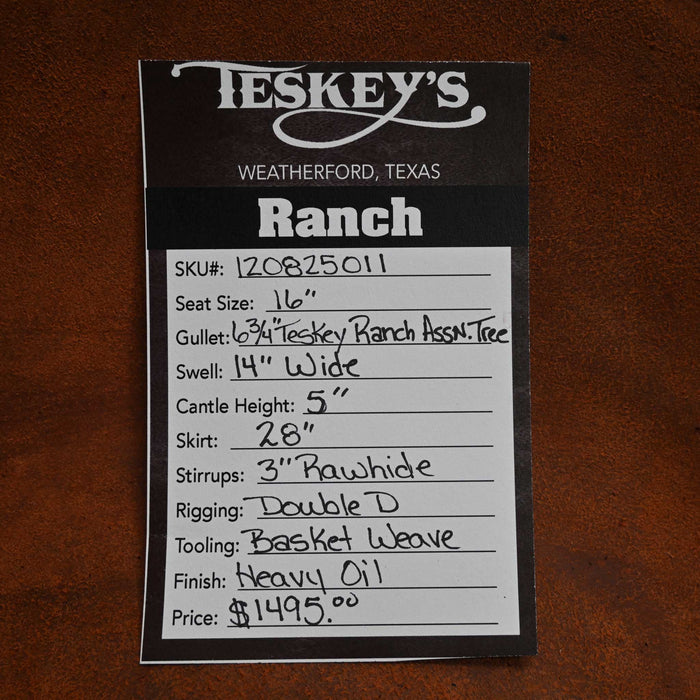 TESKEY'S
WEATHERFORD, TEXAS
Ranch
SKU#: 120825011
Seat Size: 16"
Gullet: 6 3/4" Teskey Ranch Assn. Tree
Swell: 14" Wide
Cantle Height: 5"
Skirt: 28"
Stirrups: 3" Rawhide
Rigging: Double D
Tooling: Basket Weave
Finish: Heavy Oil
Price: $1495.00